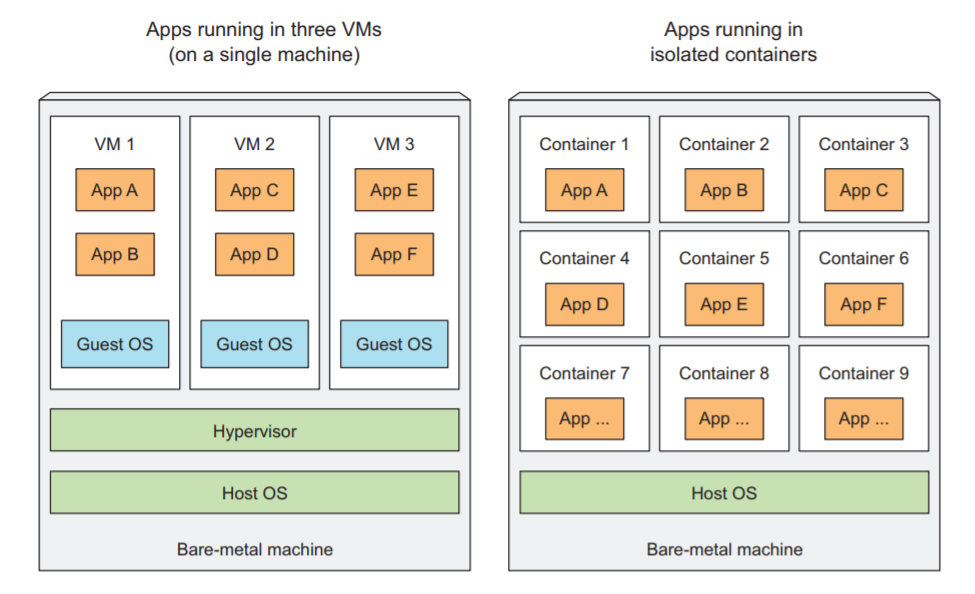 Apps running in three VMs
(on a single machine)
VM 1
VM 2
VM 3
App A
App C
App E
App B
App D
App F
Guest OS
Guest OS
Guest OS
Hypervisor
Host OS
Bare-metal machine
Apps running in
isolated containers
Container 1
Container 2
Container 3
App A
App B
App C
Container 4
Container 5
Container 6
App D
App E
App F
Container 7
Container 8
Container 9
App ...
App ...
App ...
Host OS
Bare-metal machine